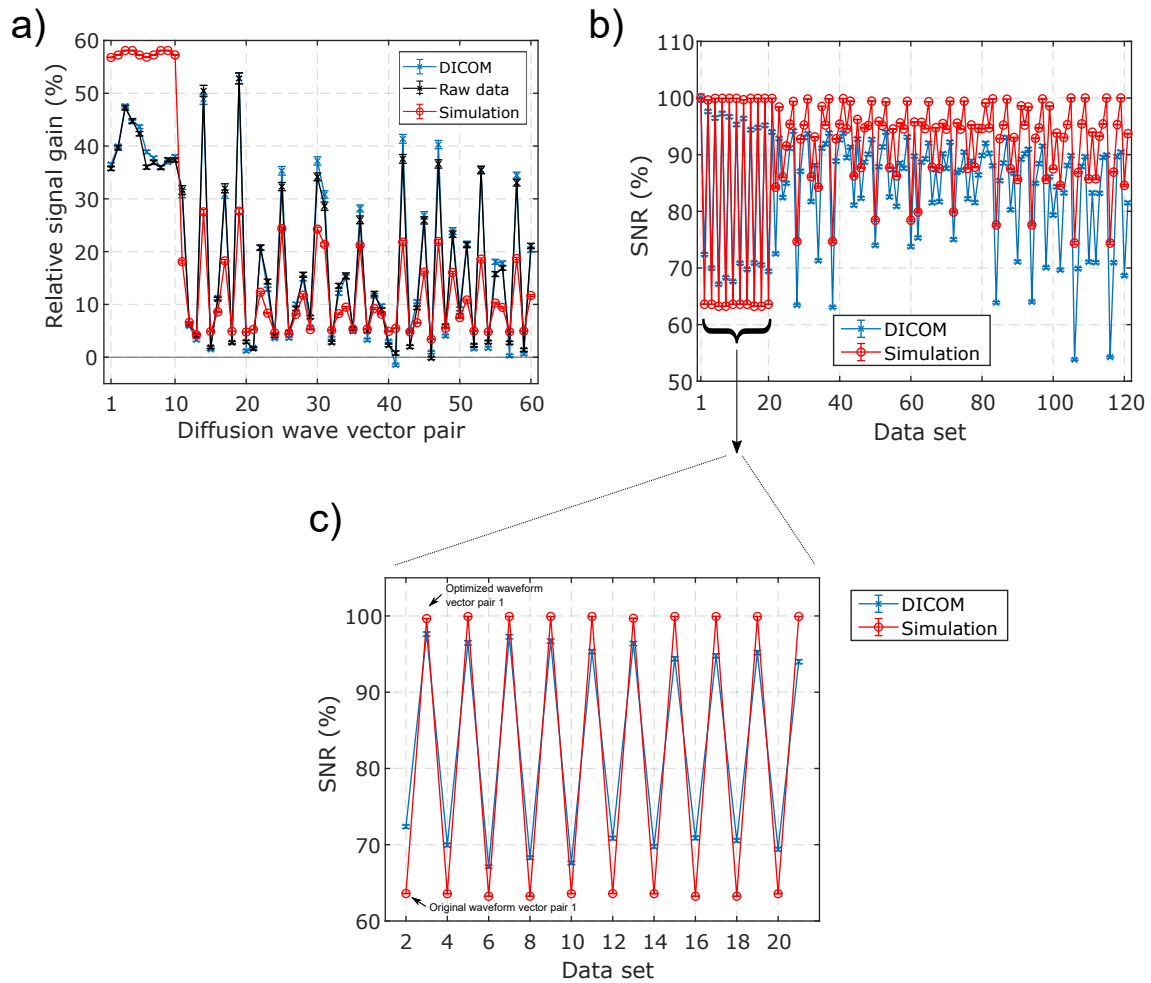 a)
Relative signal gain (%)
60
50
40
30
20
10
0
1
10
20
30
40
50
60
Diffusion wave vector pair
DICOM
Raw data
Simulation
b)
SNR (%)
100
90
80
70
60
50
1
20
40
60
80
100
120
Data set
DICOM
Simulation
c)
SNR (%)
100
90
80
70
60
2
4
6
8
10
12
14
16
18
20
Data set
Optimized waveform
vector pair 1
Original waveform vector pair 1
DICOM
Simulation